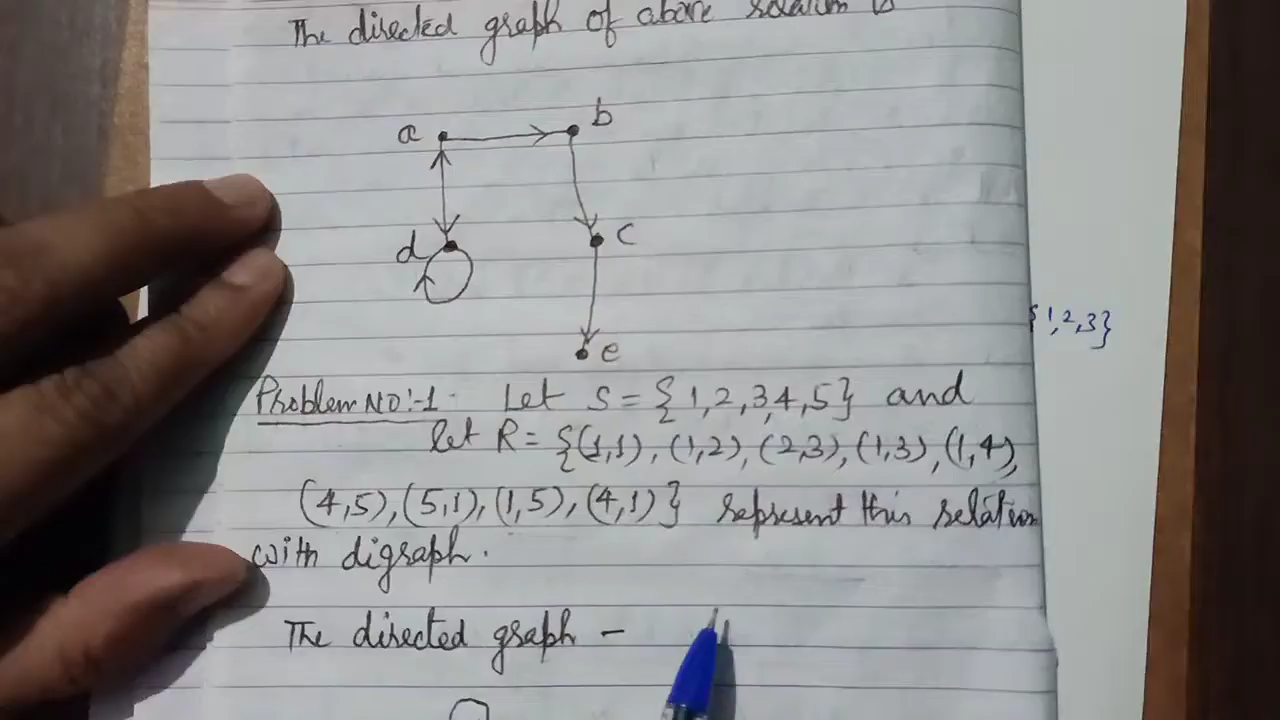 The directed graph of above relation is
a
b
d
c
e
{1,2,3}
Problem NO:-1. Let S = {1,2,3,4,5} and
let R = {(1,1), (1,2), (2,3), (1,3), (1,4),
(4,5), (5,1), (1,5), (4,1)} represent this relation
with digraph.
The directed graph -